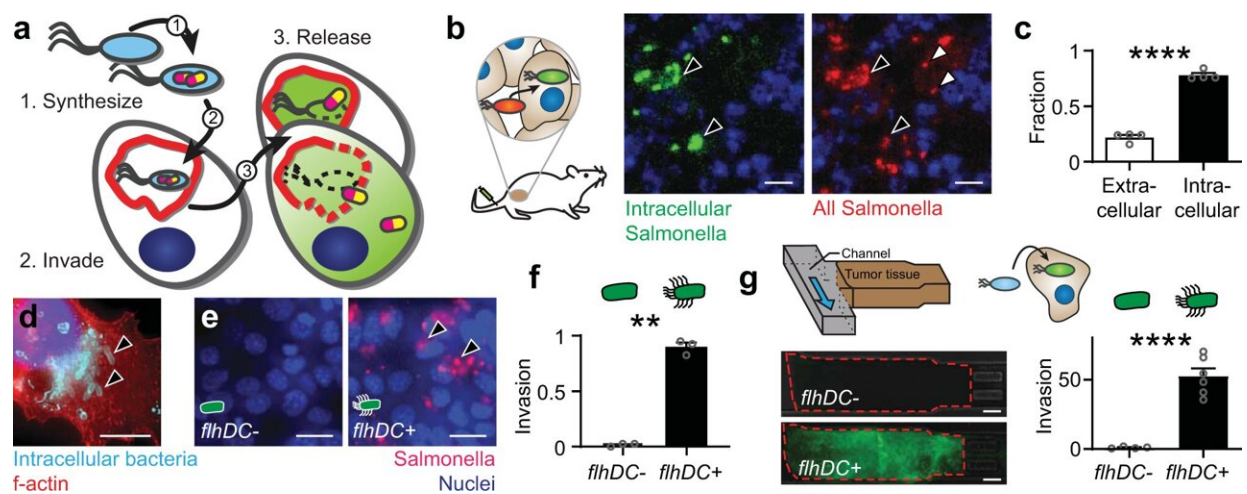 a
1
1. Synthesize
2
3. Release
3
2. Invade
b
Intracellular
Salmonella
All Salmonella
c
****
Fraction
1
0.5
0
Extra-
cellular
Intra-
cellular
d
Intracellular bacteria
f-actin
e
flhDC-
flhDC+
Salmonella
Nuclei
f
**
Invasion
1
0.5
0
flhDC-
flhDC+
g
Channel
Tumor tissue
flhDC-
flhDC+
****
Invasion
50
0
flhDC-
flhDC+